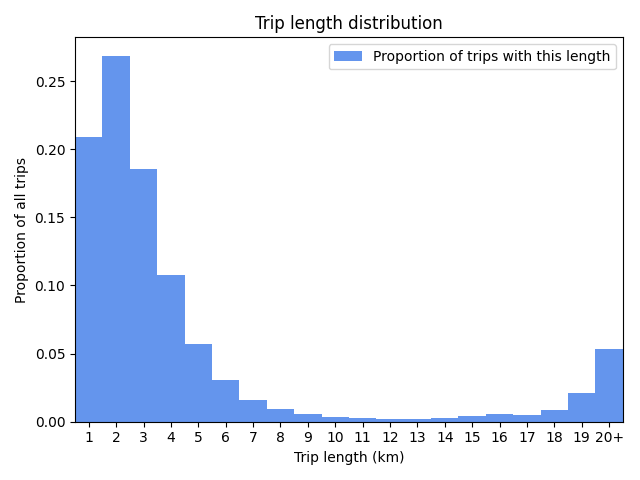 Trip length distribution
Proportion of trips with this length
Proportion of all trips
0.25
0.20
0.15
0.10
0.05
0.00
1 2 3 4 5 6 7 8 9 10 11 12 13 14 15 16 17 18 19 20+
Trip length (km)